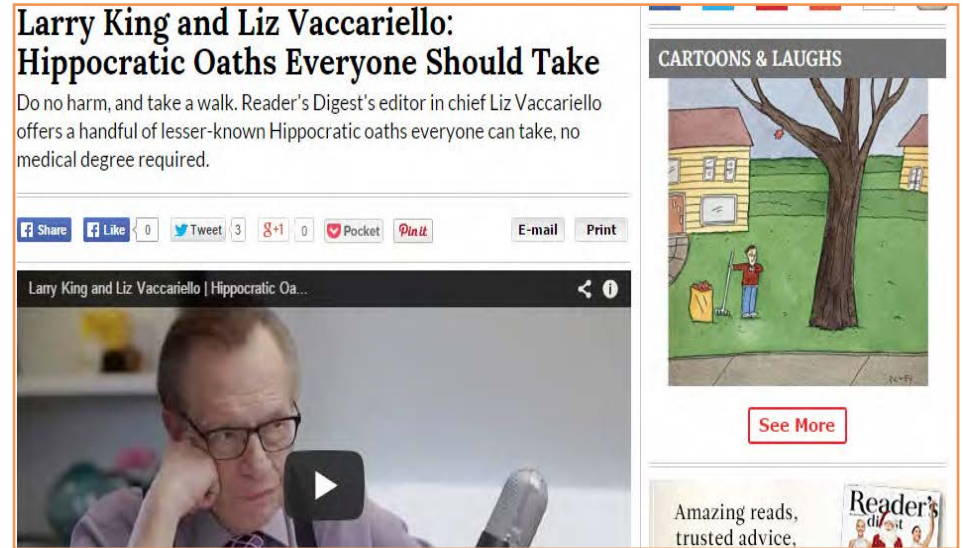 Larry King and Liz Vaccariello:
Hippocratic Oaths Everyone Should Take
Do no harm, and take a walk. Reader's Digest's editor in chief Liz Vaccariello
offers a handful of lesser-known Hippocratic oaths everyone can take, no
medical degree required.
Share Like 0 Tweet 3 g+1 0 Pocket Pin it E-mail Print
Larry King and Liz Vaccariello | Hippocratic Oa...
CARTOONS & LAUGHS
See More
Amazing reads,
trusted advice,
Reader's